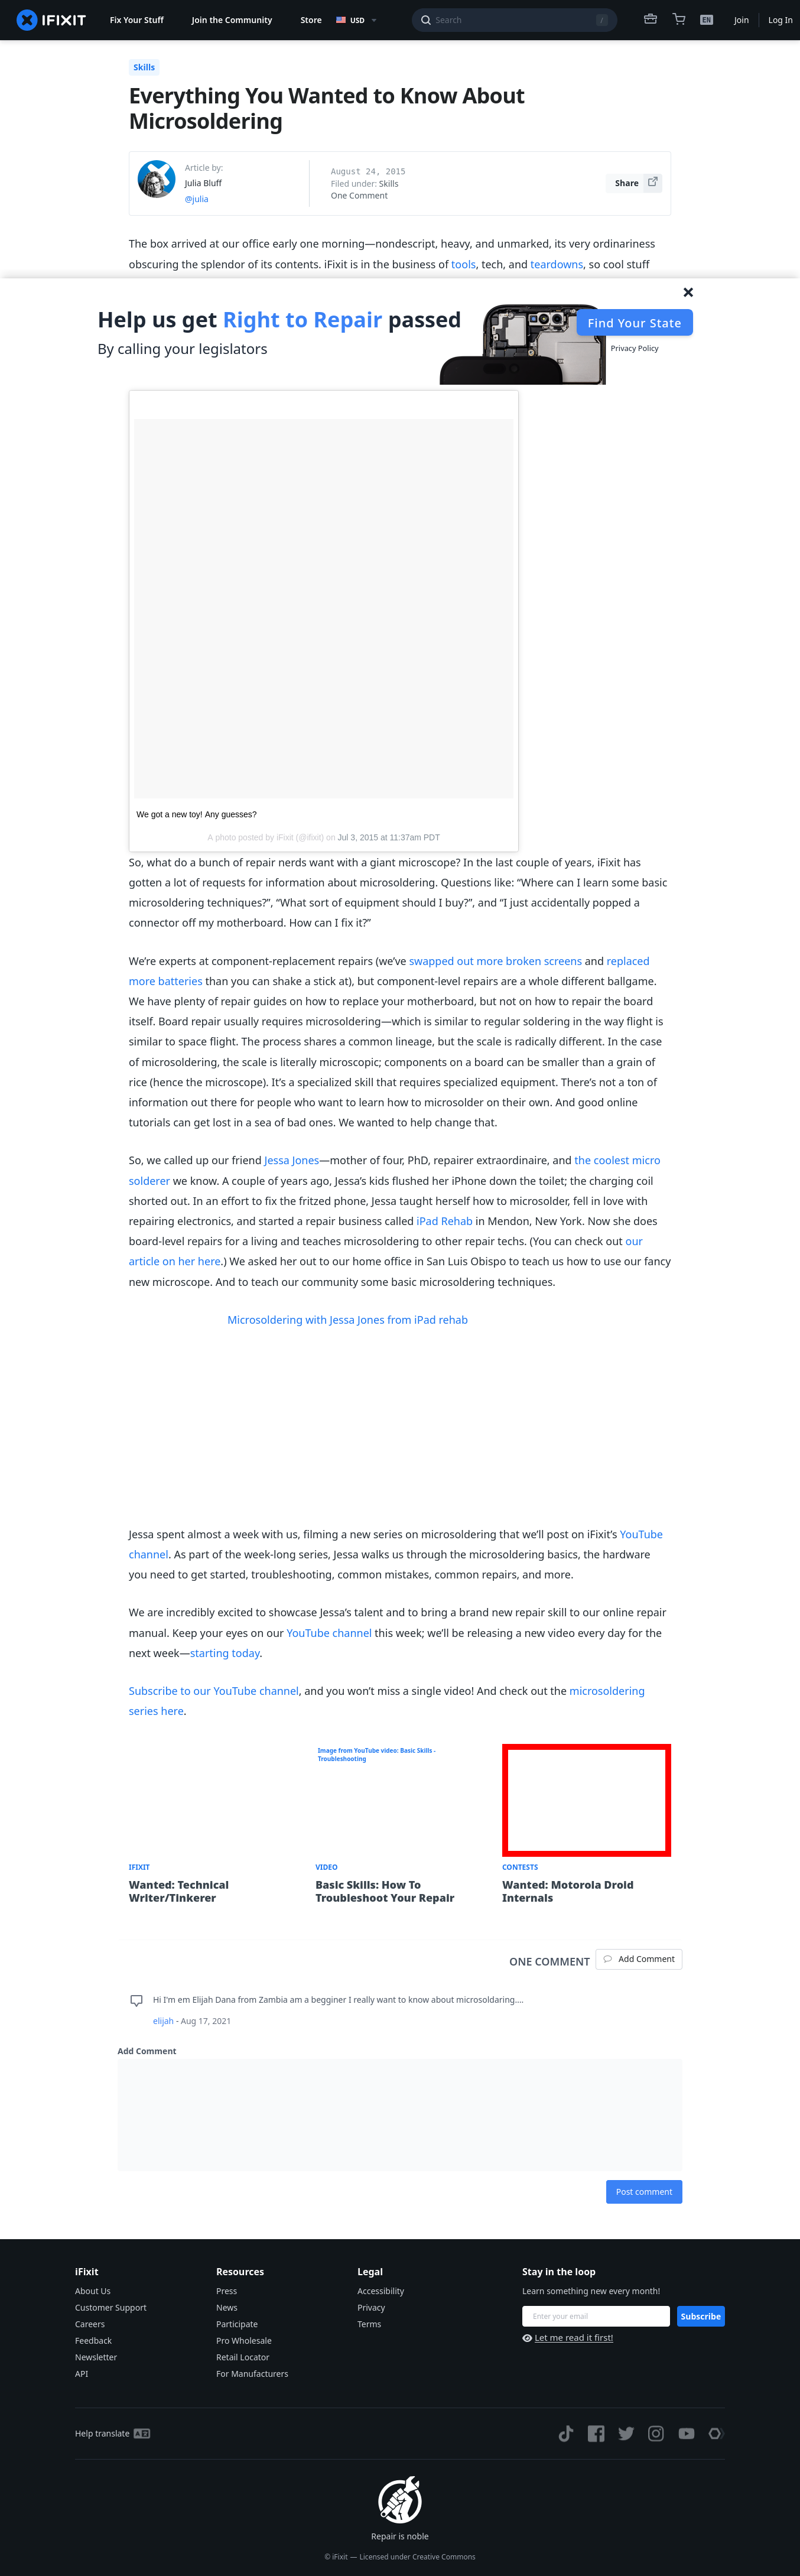 IFIXIT
Fix Your Stuff
Join the Community
Store
USD
Search
/
EN
Join
Log In
Skills
Everything You Wanted to Know About
Microsoldering
Article by:
Julia Bluff
@julia
August 24, 2015
Filed under: Skills
One Comment
Share
The box arrived at our office early one morning—nondescript, heavy, and unmarked, its very ordinariness
obscuring the splendor of its contents. iFixit is in the business of tools, tech, and teardowns, so cool stuff
Help us get Right to Repair passed
By calling your legislators
Find Your State
Privacy Policy
We got a new toy! Any guesses?
A photo posted by iFixit (@ifixit) on Jul 3, 2015 at 11:37am PDT
So, what do a bunch of repair nerds want with a giant microscope? In the last couple of years, iFixit has
gotten a lot of requests for information about microsoldering. Questions like: “Where can I learn some basic
microsoldering techniques?”, “What sort of equipment should I buy?”, and “I just accidentally popped a
connector off my motherboard. How can I fix it?”
We’re experts at component-replacement repairs (we’ve swapped out more broken screens and replaced
more batteries than you can shake a stick at), but component-level repairs are a whole different ballgame.
We have plenty of repair guides on how to replace your motherboard, but not on how to repair the board
itself. Board repair usually requires microsoldering—which is similar to regular soldering in the way flight is
similar to space flight. The process shares a common lineage, but the scale is radically different. In the case
of microsoldering, the scale is literally microscopic; components on a board can be smaller than a grain of
rice (hence the microscope). It’s a specialized skill that requires specialized equipment. There’s not a ton of
information out there for people who want to learn how to microsolder on their own. And good online
tutorials can get lost in a sea of bad ones. We wanted to help change that.
So, we called up our friend Jessa Jones—mother of four, PhD, repairer extraordinaire, and the coolest micro
solderer we know. A couple of years ago, Jessa’s kids flushed her iPhone down the toilet; the charging coil
shorted out. In an effort to fix the fritzed phone, Jessa taught herself how to microsolder, fell in love with
repairing electronics, and started a repair business called iPad Rehab in Mendon, New York. Now she does
board-level repairs for a living and teaches microsoldering to other repair techs. (You can check out our
article on her here.) We asked her out to our home office in San Luis Obispo to teach us how to use our fancy
new microscope. And to teach our community some basic microsoldering techniques.
Microsoldering with Jessa Jones from iPad rehab
Jessa spent almost a week with us, filming a new series on microsoldering that we’ll post on iFixit’s YouTube
channel. As part of the week-long series, Jessa walks us through the microsoldering basics, the hardware
you need to get started, troubleshooting, common mistakes, common repairs, and more.
We are incredibly excited to showcase Jessa’s talent and to bring a brand new repair skill to our online repair
manual. Keep your eyes on our YouTube channel this week; we’ll be releasing a new video every day for the
next week—starting today.
Subscribe to our YouTube channel, and you won’t miss a single video! And check out the microsoldering
series here.
Image from YouTube video: Basic Skills -
Troubleshooting
IFIXIT
Wanted: Technical
Writer/Tinkerer
VIDEO
Basic Skills: How To
Troubleshoot Your Repair
CONTESTS
Wanted: Motorola Droid
Internals
ONE COMMENT
Add Comment
Hi I'm em Elijah Dana from Zambia am a begginer I really want to know about microsoldaring....
elijah - Aug 17, 2021
Add Comment
Post comment
iFixit
About Us
Customer Support
Careers
Feedback
Newsletter
API
Resources
Press
News
Participate
Pro Wholesale
Retail Locator
For Manufacturers
Legal
Accessibility
Privacy
Terms
Stay in the loop
Learn something new every month!
Enter your email
Subscribe
Let me read it first!
Help translate
Repair is noble
© iFixit — Licensed under Creative Commons